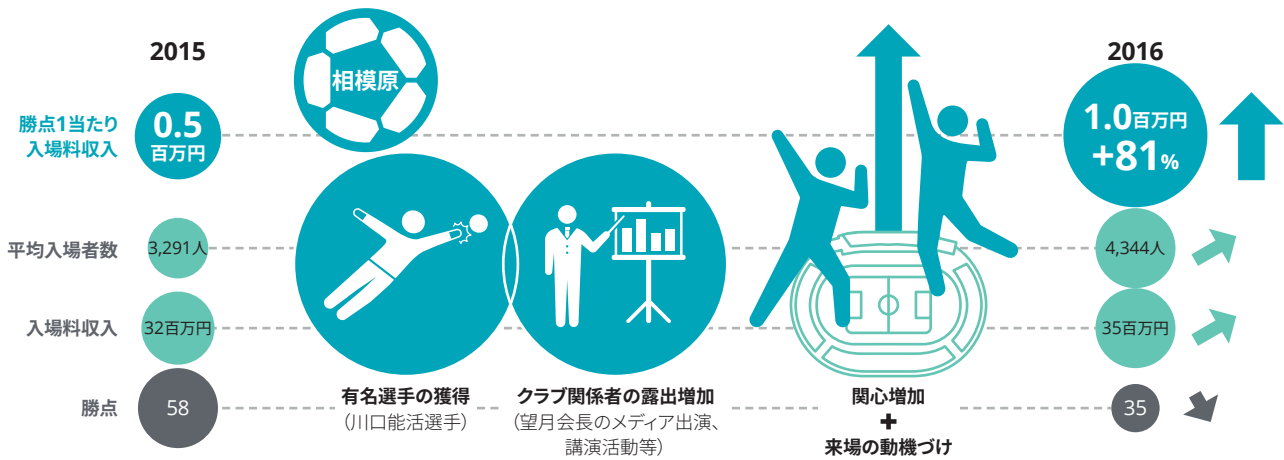 2015
相模原
2016
勝点1当たり
入場料収入
0.5
百万円
1.0百万円
+81%
平均入場者数
3,291人
4,344人
入場料収入
32百万円
35百万円
勝点
58
有名選手の獲得
（川口能活選手）
クラブ関係者の露出増加
（望月会長のメディア出演、
講演活動等）
関心増加
+
来場の動機づけ
35